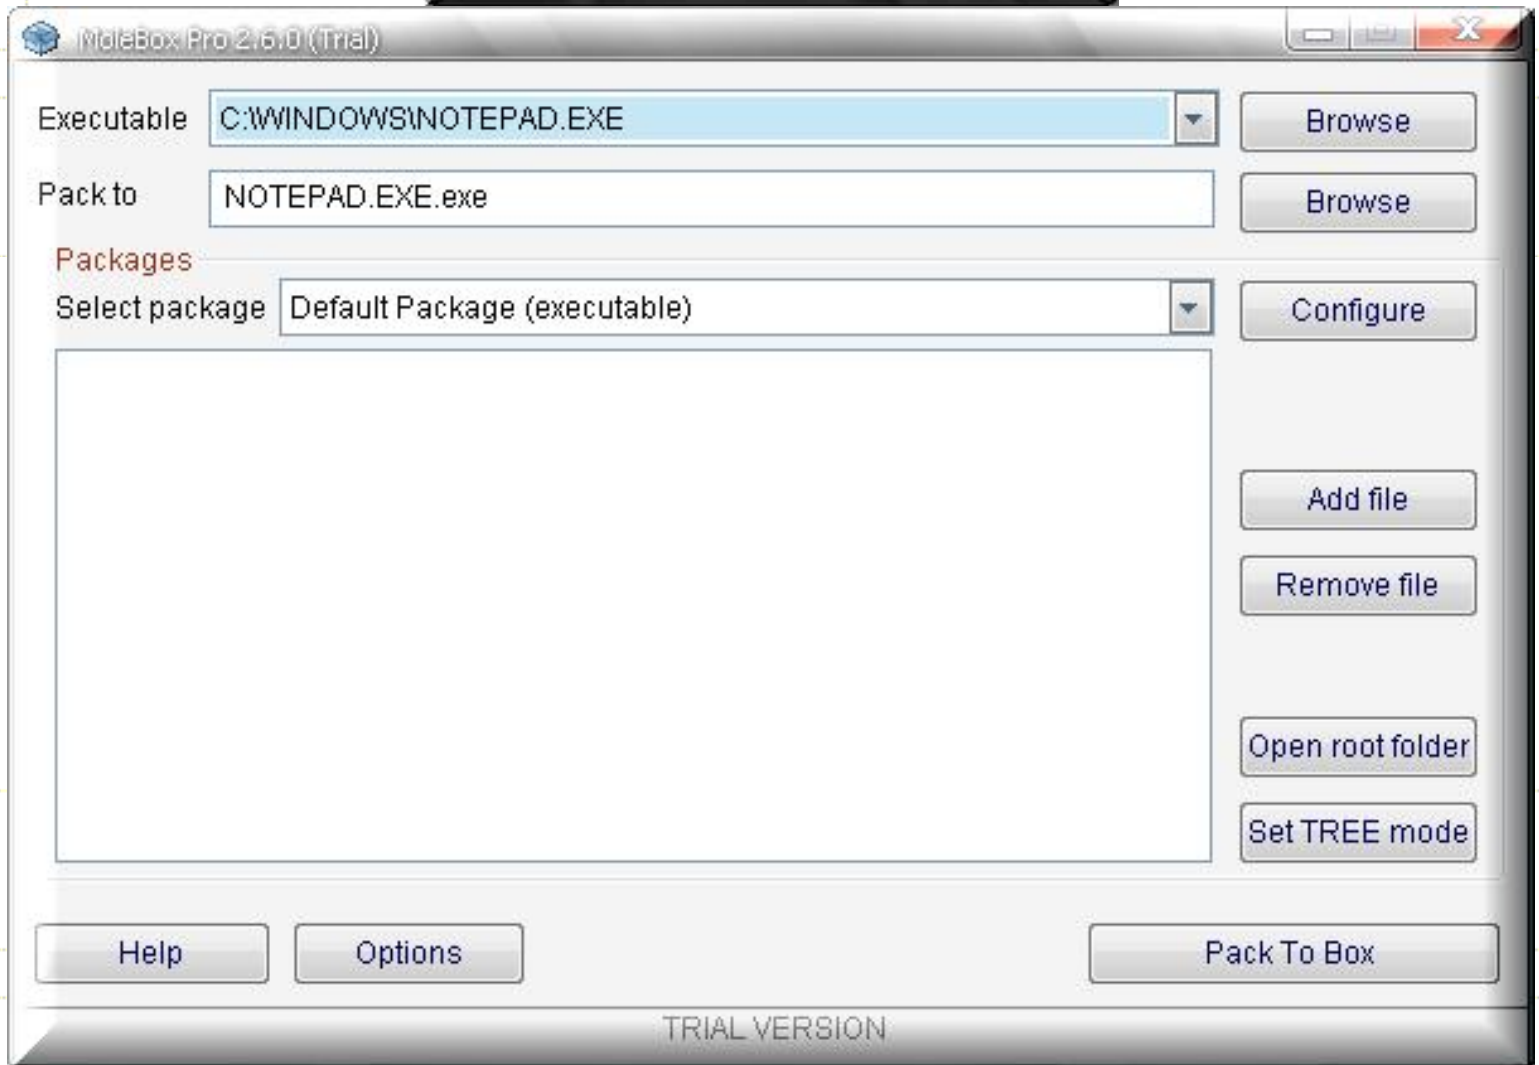 MoleBox Pro 2.6.0 (Trial)
Executable C:\WINDOWS\NOTEPAD.EXE Browse
Pack to NOTEPAD.EXE.exe Browse
Packages
Select package Default Package (executable) Configure
Add file
Remove file
Open root folder
Set TREE mode
Help Options Pack To Box
TRIAL VERSION